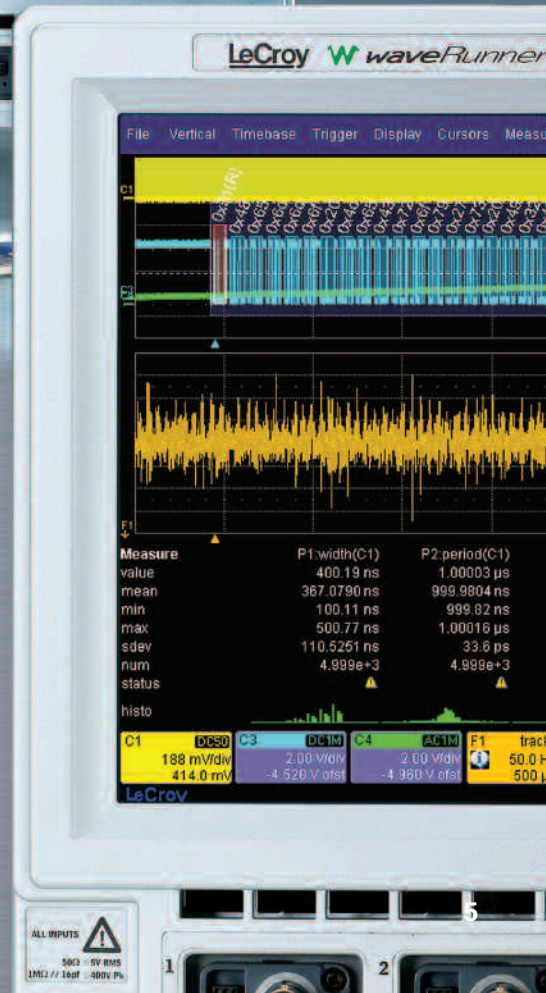 LeCroy waveRunner
File Vertical Timebase Trigger Display Cursors Measu
C1
F1
Measure P1:width(C1) P2:period(C1)
value 400.19 ns 1.00003 µs
mean 367.0790 ns 999.9804 ns
min 100.11 ns 999.82 ns
max 500.77 ns 1.00016 µs
sdev 110.5251 ns 33.6 ps
num 4.999e+3 4.999e+3
status
histo
C1 DC50 C3 DC1M C4 AC1M F1 track
188 mV/div 2.00 V/div 2.00 V/div 50.0
414.0 mV -4.520 V ofst -4.960 V ofst 500
LeCroy
5
ALL INPUTS
50Ω 5V RMS
1MΩ // 16pf 400V Pk
1 2